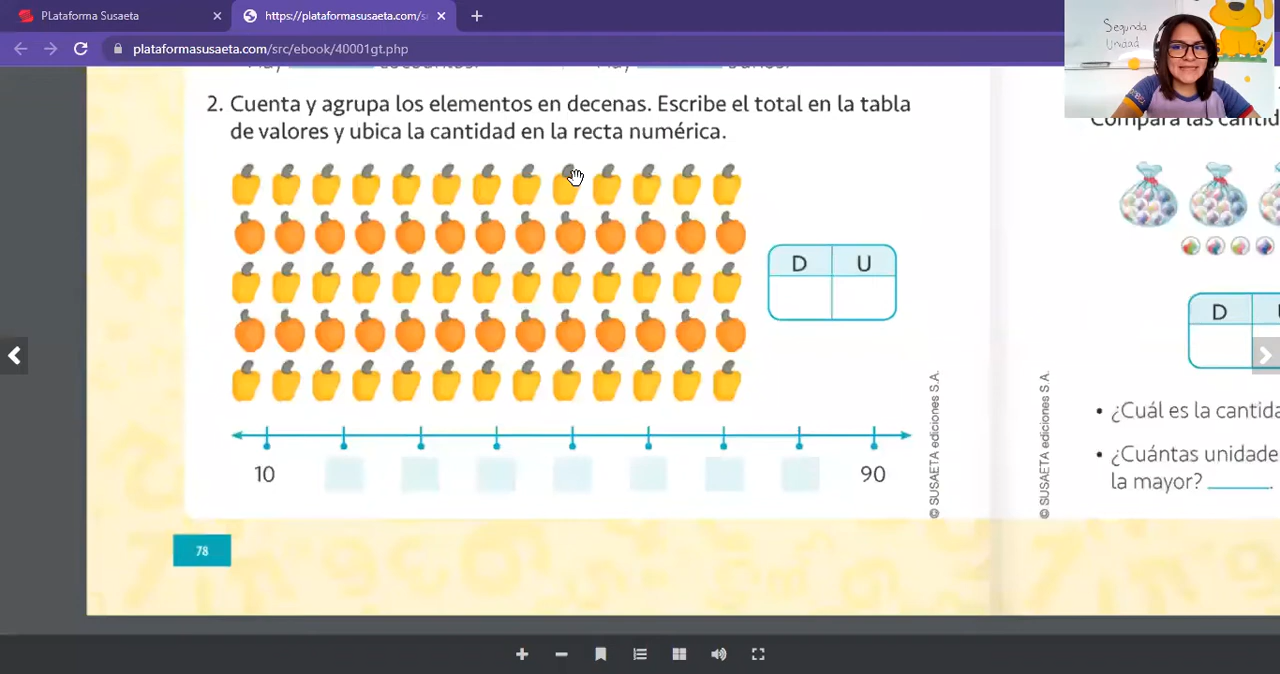 PLataforma Susaeta
https://plataformasusaeta.com/s
plataformasusaeta.com/src/ebook/40001gt.php
Segunda
Unidad
2. Cuenta y agrupa los elementos en decenas. Escribe el total en la tabla
de valores y ubica la cantidad en la recta numérica.
D U
10 90
© SUSAETA ediciones S.A.
78
© SUSAETA ediciones S.A.
D
• ¿Cuál es la cantida
• ¿Cuántas unidade
la mayor?